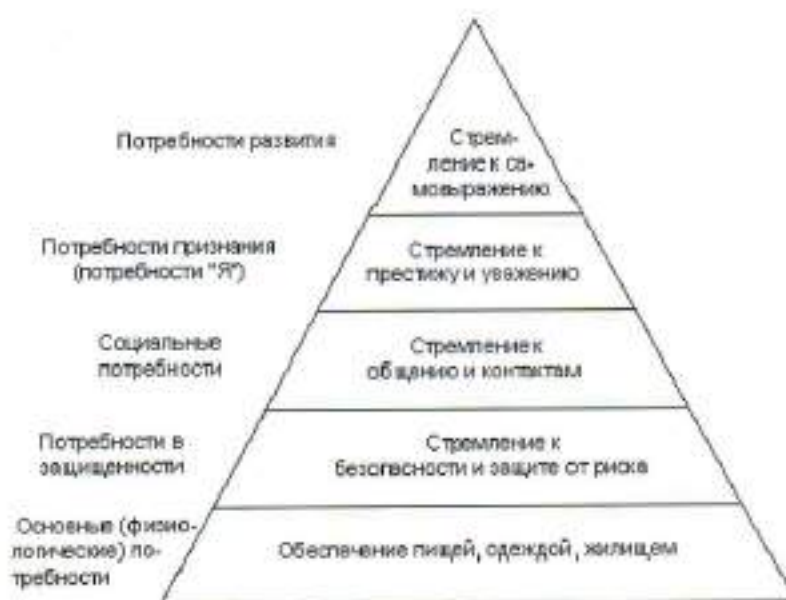 Потребности развития
Стрем-
ление к са-
мовыражению
Потребности признания
(потребности "Я")
Стремление к
престижу и уважению
Социальные
потребности
Стремление к
общению и контактам
Потребности в
защищенности
Стремление к
безопасности и защите от риска
Основные (физио-
логические) по-
требности
Обеспечение пищей, одеждой, жилищем